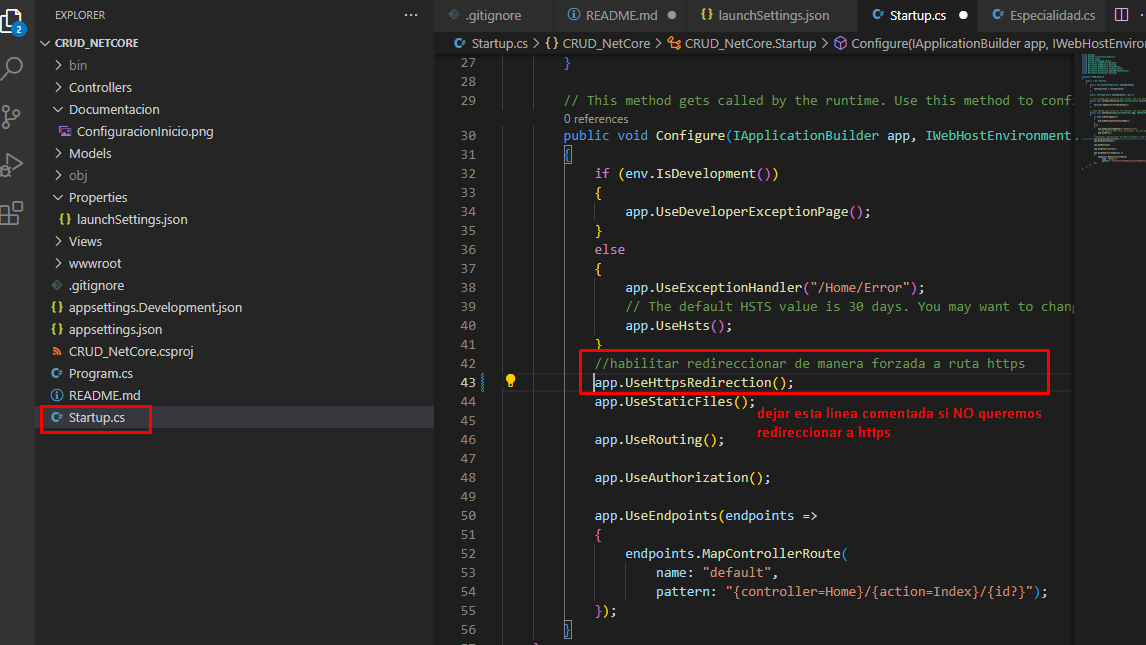 2
EXPLORER
CRUD_NETCORE
bin
Controllers
Documentacion
ConfiguracionInicio.png
Models
obj
Properties
{} launchSettings.json
Views
wwwroot
.gitignore
{} appsettings.Development.json
{} appsettings.json
CRUD_NetCore.csproj
C# Program.cs
README.md
C# Startup.cs
.gitignore README.md {} launchSettings.json C# Startup.cs C# Especialidad.cs
C# Startup.cs > {} CRUD_NetCore > CRUD_NetCore.Startup > Configure(IApplicationBuilder app, IWebHostEnviror
27 }
28
29 // This method gets called by the runtime. Use this method to conf
0 references
30 public void Configure(IApplicationBuilder app, IWebHostEnvironment
31 {
32 if (env.IsDevelopment())
33 {
34 app.UseDeveloperExceptionPage();
35 }
36 else
37 {
38 app.UseExceptionHandler("/Home/Error");
39 // The default HSTS value is 30 days. You may want to chang
40 app.UseHsts();
41 }
42 //habilitar redireccionar de manera forzada a ruta https
43 app.UseHttpsRedirection();
44 app.UseStaticFiles();
dejar esta linea comentada si NO queremos
redireccionar a https
45
46 app.UseRouting();
47
48 app.UseAuthorization();
49
50 app.UseEndpoints(endpoints =>
51 {
52 endpoints.MapControllerRoute(
53 name: "default",
54 pattern: "{controller=Home}/{action=Index}/{id?}");
55 });
56 }